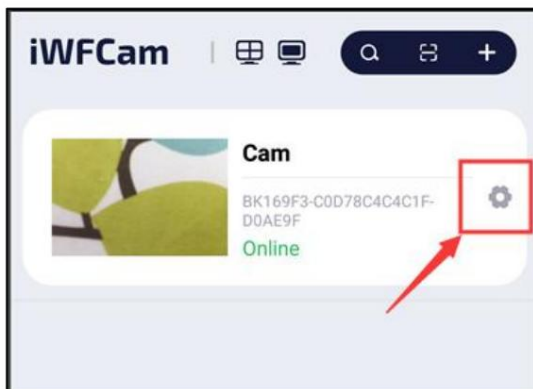 iWFCam
Cam
BK169F3-C0D78C4C4C1F-
D0AE9F
Online